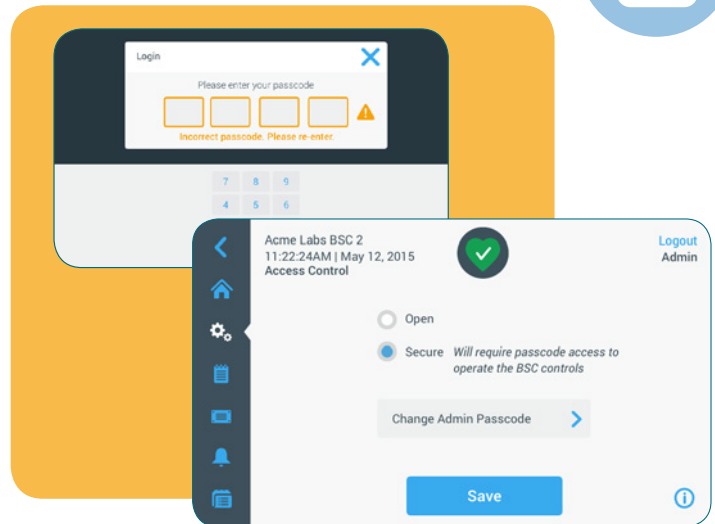 Login
Please enter your passcode
Incorrect passcode. Please re-enter.
7 8 9
4 5 6
Acme Labs BSC 2
11:22:24AM | May 12, 2015
Access Control
Logout
Admin
Open
Secure Will require passcode access to
operate the BSC controls
Change Admin Passcode
Save